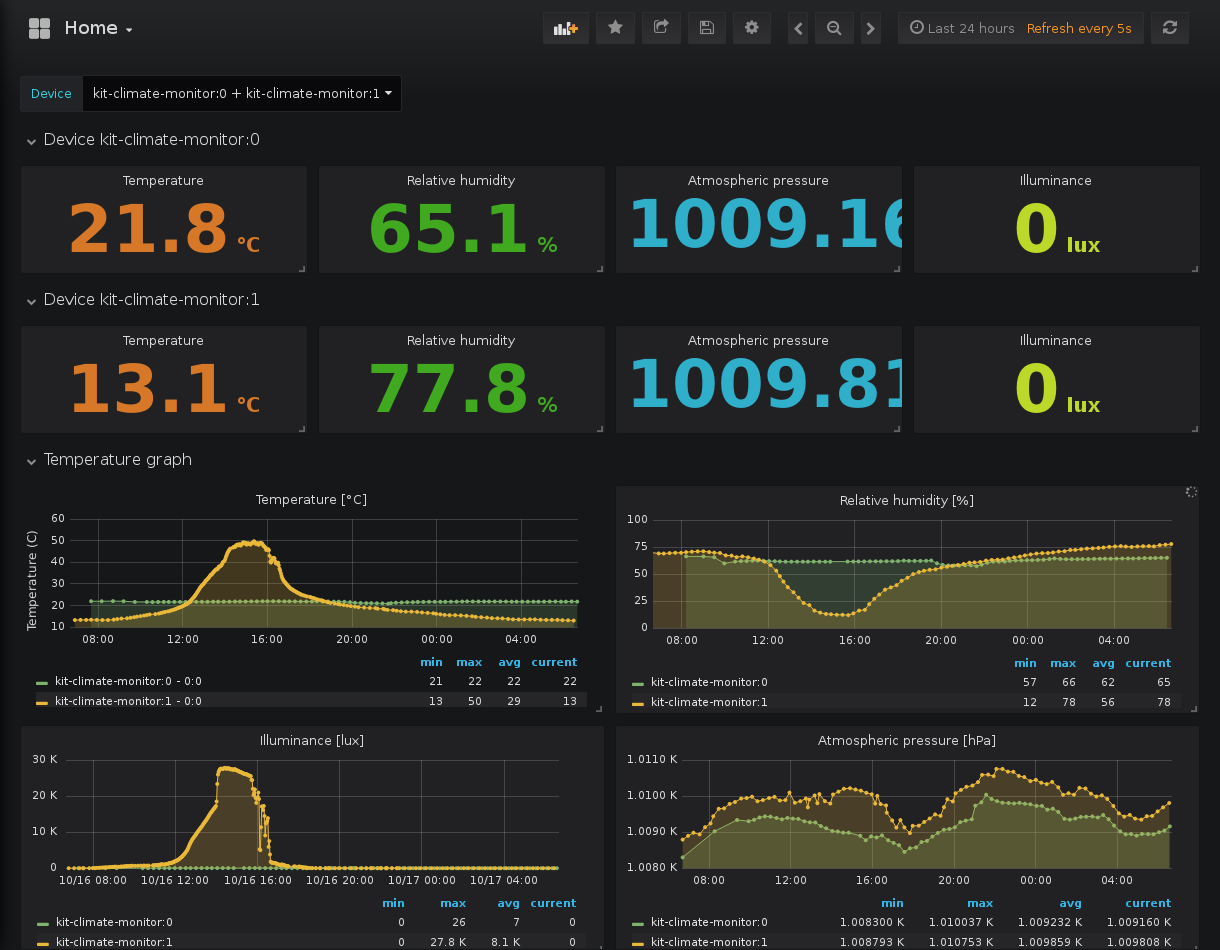 Home
Last 24 hours Refresh every 5s
Device kit-climate-monitor:0 + kit-climate-monitor:1
Device kit-climate-monitor:0
Temperature Relative humidity Atmospheric pressure Illuminance
21.8 °C 65.1 % 1009.16 0 lux
Device kit-climate-monitor:1
Temperature Relative humidity Atmospheric pressure Illuminance
13.1 °C 77.8 % 1009.81 0 lux
Temperature graph
Temperature [°C]
Temperature (C)
60
50
40
30
20
10
08:00 12:00 16:00 20:00 00:00 04:00
min max avg current
kit-climate-monitor:0 - 0:0 21 22 22 22
kit-climate-monitor:1 - 0:0 13 50 29 13
Relative humidity [%]
100
75
50
25
0
08:00 12:00 16:00 20:00 00:00 04:00
min max avg current
kit-climate-monitor:0 57 66 62 65
kit-climate-monitor:1 12 78 56 78
Illuminance [lux]
30 K
20 K
10 K
0
10/16 08:00 10/16 12:00 10/16 16:00 10/16 20:00 10/17 00:00 10/17 04:00
min max avg current
kit-climate-monitor:0 0 26 7 0
kit-climate-monitor:1 0 27.8 K 8.1 K 0
Atmospheric pressure [hPa]
1.0110 K
1.0100 K
1.0090 K
1.0080 K
08:00 12:00 16:00 20:00 00:00 04:00
min max avg current
kit-climate-monitor:0 1.008300 K 1.010037 K 1.009232 K 1.009160 K
kit-climate-monitor:1 1.008793 K 1.010753 K 1.009859 K 1.009808 K